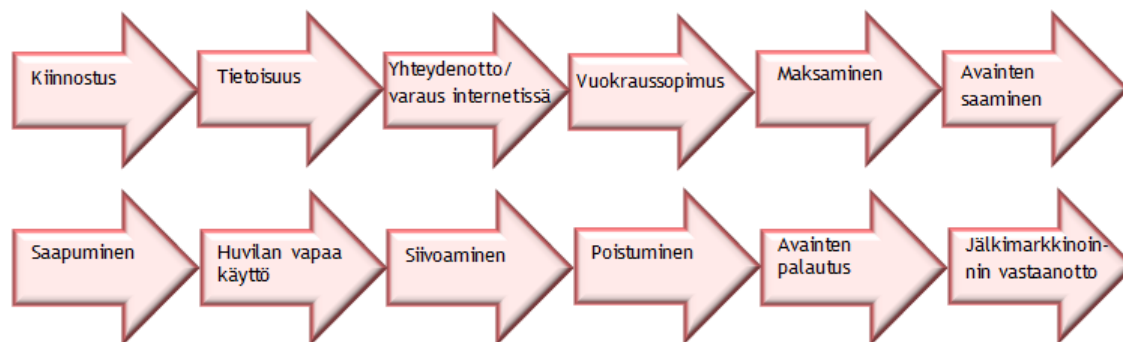 Kiinnostus
Tietoisuus
Yhteydenotto/
varaus internetissä
Vuokraussopimus
Maksaminen
Avainten
saaminen
Saapuminen
Huvilan vapaa
käyttö
Siivoaminen
Poistuminen
Avainten
palautus
Jälkimarkkinoin-
nin vastaanotto